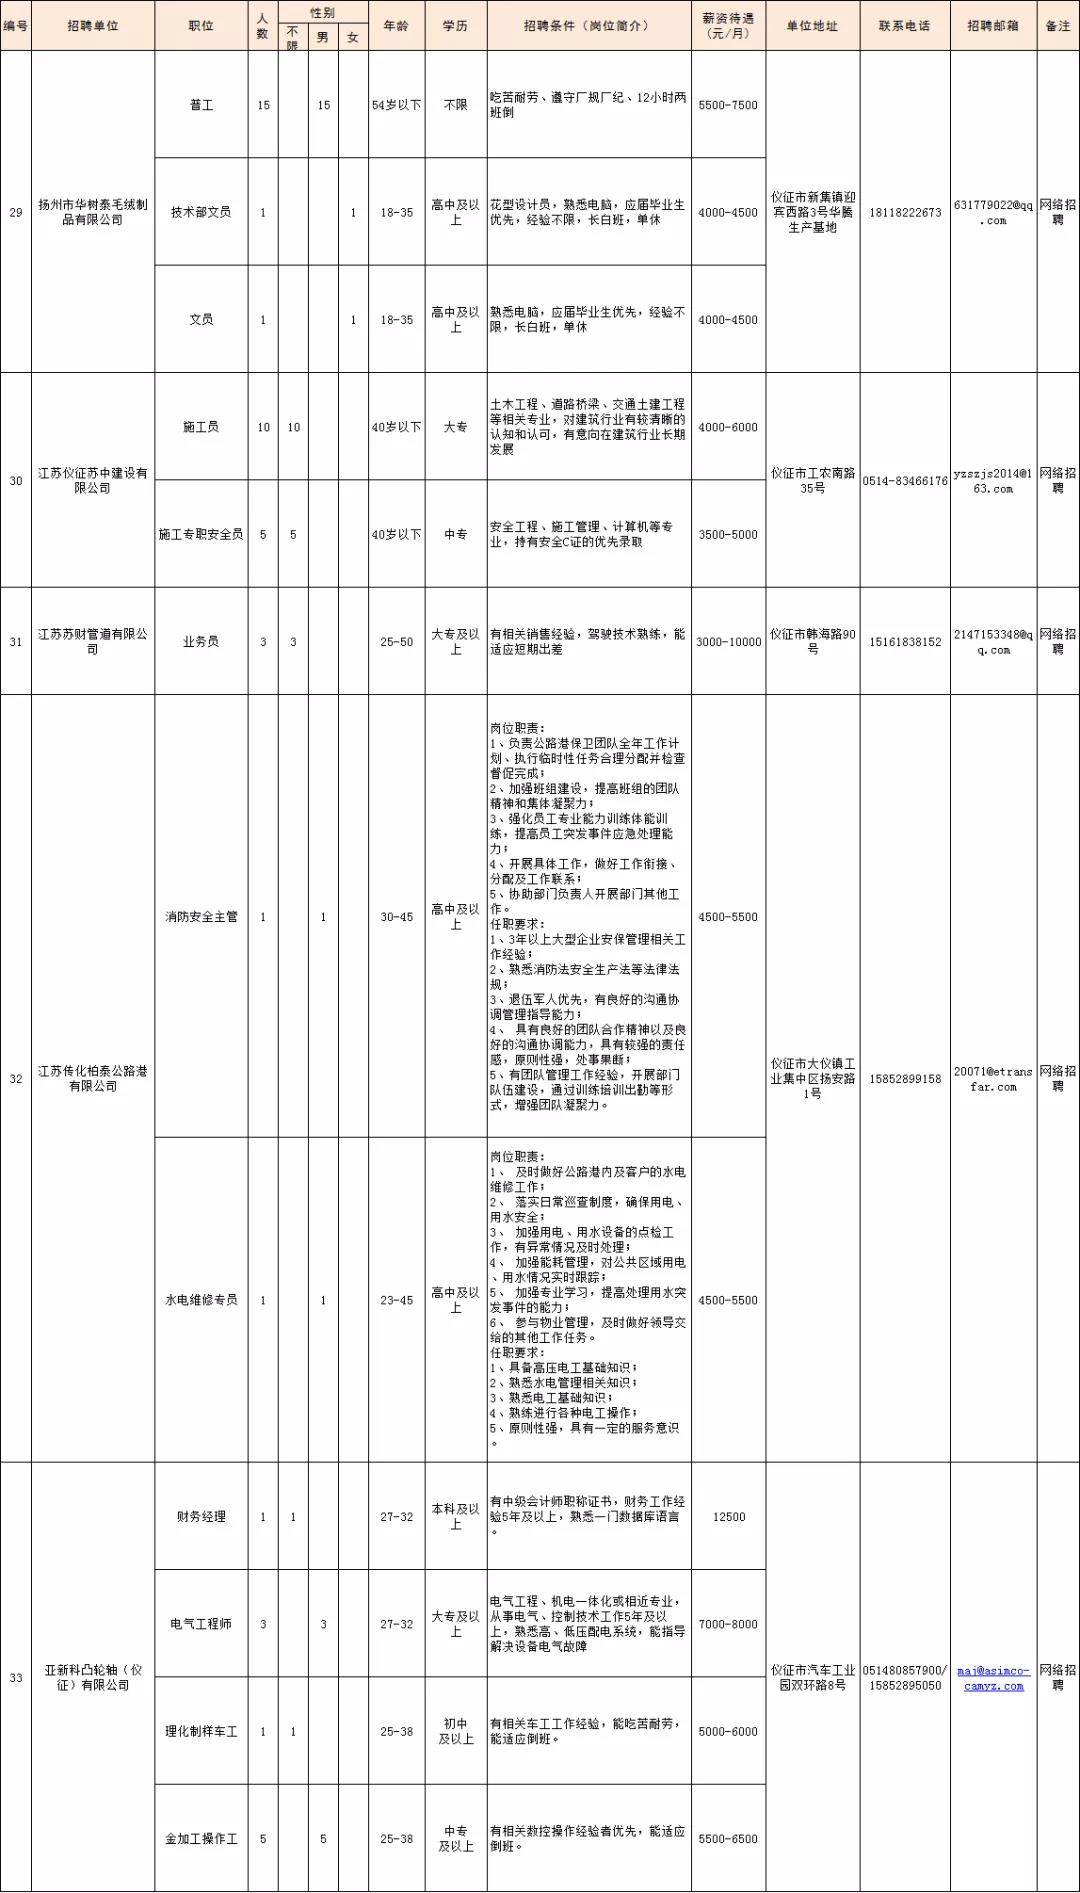 编号 招聘单位 职位 人数 性别 不限 男 女 年龄 学历 招聘条件（岗位简介） 薪资待遇（元/月） 单位地址 联系电话 招聘邮箱 备注
29
扬州市华树泰毛绒制
品有限公司
普工 15 15 54岁以下 不限
吃苦耐劳、遵守厂规厂纪、12小时两
班倒
5500-7500
技术部文员 1 1 18-35
高中及以
上
花型设计员，熟悉电脑，应届毕业生
优先，经验不限，长白班，单休
4000-4500
文员 1 1 18-35
高中及以
上
熟悉电脑，应届毕业生优先，经验不
限，长白班，单休
4000-4500
仪征市新集镇迎
宾西路3号华腾
生产基地
18118222673
631779022@qq
.com
网络招
聘
30
江苏仪征苏中建设有
限公司
施工员 10 10 40岁以下 大专
土木工程、道路桥梁、交通土建工程
等相关专业，对建筑行业有较清晰的
认知和认可，有意向在建筑行业长期
发展
4000-6000
施工专职安全员 5 5 40岁以下 中专
安全工程、施工管理、计算机等专
业，持有安全C证的优先录取
3500-5000
仪征市工农南路
35号
0514-83466176
yzszjs2014@1
63.com
网络招
聘
31
江苏苏财管道有限公
司
业务员 3 3 25-50
大专及以
上
有相关销售经验，驾驶技术熟练，能
适应短期出差
3000-10000
仪征市韩海路90
号
15161838152
2147153348@q
q.com
网络招
聘
32
江苏传化柏泰公路港
有限公司
消防安全主管 1 1 30-45
高中及以
上
岗位职责：
1、负责公路港保卫团队全年工作计
划、执行临时性任务合理分配并检查
督促完成；
2、加强班组建设，提高班组的团队
精神和集体凝聚力；
3、强化员工专业能力训练体能训
练，提高员工突发事件应急处理能
力；
4、开展具体工作，做好工作衔接、
分配及工作联系；
5、协助部门负责人开展部门其他工
作。
任职要求：
1、3年以上大型企业安保管理相关工
作经验；
2、熟悉消防法安全生产法等法律法
规；
3、退伍军人优先，有良好的沟通协
调管理指导能力；
4、 具有良好的团队合作精神以及良
好的沟通协调能力，具有较强的责任
感，原则性强，处事果断；
5、有团队管理工作经验，开展部门
队伍建设，通过训练培训出勤等形
式，增强团队凝聚力。
4500-5500
水电维修专员 1 1 23-45
高中及以
上
岗位职责：
1、 及时做好公路港内及客户的水电
维修工作；
2、 落实日常巡查制度，确保用电、
用水安全；
3、 加强用电、用水设备的点检工
作，有异常情况及时处理；
4、 加强能耗管理，对公共区域用电
、用水情况实时跟踪；
5、 加强专业学习，提高处理用水突
发事件的能力；
6、 参与物业管理，及时做好领导交
给的其他工作任务。
任职要求：
1、具备高压电工基础知识；
2、熟悉水电管理相关知识；
3、熟悉电工基础知识；
4、熟练进行各种电工操作；
5、原则性强，具有一定的服务意识
。
4500-5500
仪征市大仪镇工
业集中区扬安路
1号
15852899158
20071@etrans
far.com
网络招
聘
33
亚新科凸轮轴（仪
征）有限公司
财务经理 1 1 27-32
本科及以
上
有中级会计师职称证书，财务工作经
验5年及以上，熟悉一门数据库语言
。
12500
电气工程师 3 3 27-32
大专及以
上
电气工程、机电一体化或相近专业，
从事电气、控制技术工作5年及以
上，熟悉高、低压配电系统，能指导
解决设备电气故障
7000-8000
理化制样车工 1 1 25-38
初中
及以上
有相关车工工作经验，能吃苦耐劳，
能适应倒班。
5000-6000
金加工操作工 5 5 25-38
中专
及以上
有相关数控操作经验者优先，能适应
倒班。
5500-6500
仪征市汽车工业
园双环路8号
051480857900/
15852895050
maj@asimco-
camyz.com
网络招
聘